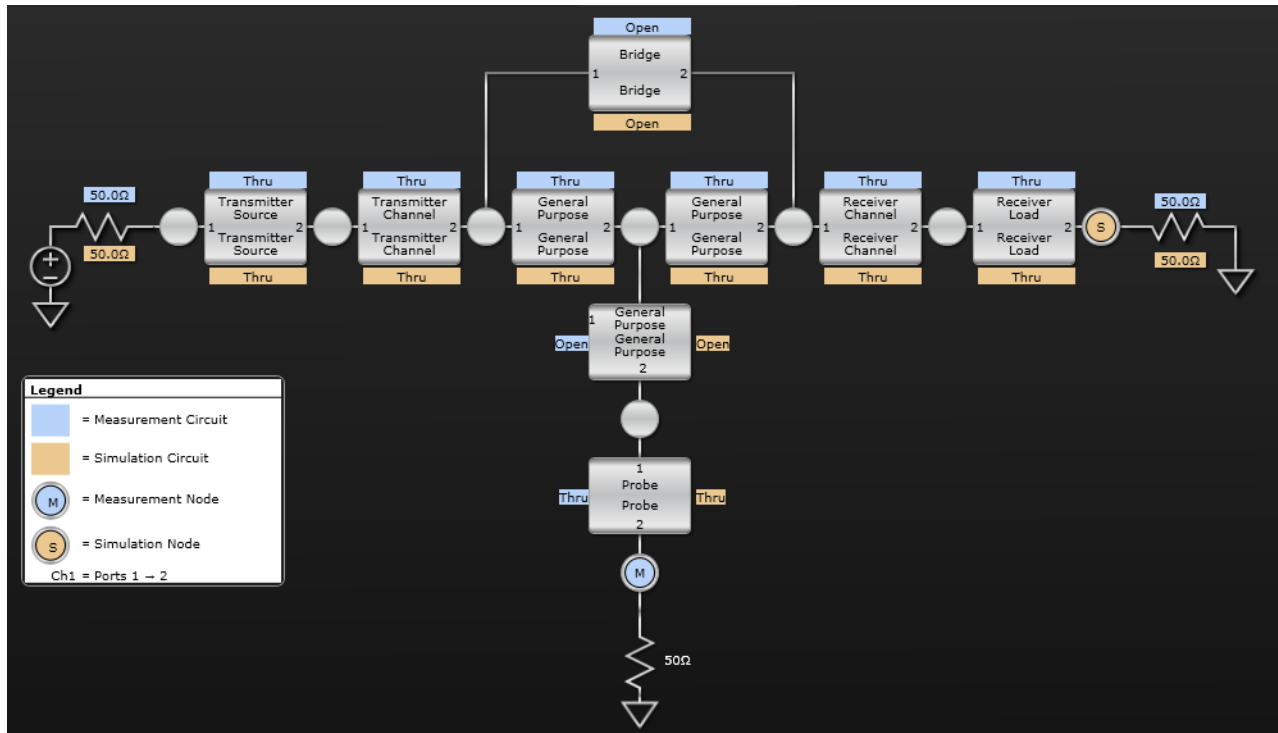 Open
Bridge
1 2
Bridge
Open
50.0Ω
50.0Ω
Thru
Transmitter
Source
1 2
Transmitter
Source
Thru
Thru
Transmitter
Channel
1 2
Transmitter
Channel
Thru
Thru
General
Purpose
1 2
General
Purpose
Thru
Thru
General
Purpose
1 2
General
Purpose
Thru
Thru
Receiver
Channel
1 2
Receiver
Channel
Thru
Thru
Receiver
Load
1 2
Receiver
Load
Thru
S
50.0Ω
50.0Ω
1
General
Purpose
General
Purpose
2
Open
Open
1
Probe
Probe
2
Thru
Thru
M
50Ω
Legend
= Measurement Circuit
= Simulation Circuit
M = Measurement Node
S = Simulation Node
Ch1 = Ports 1 → 2